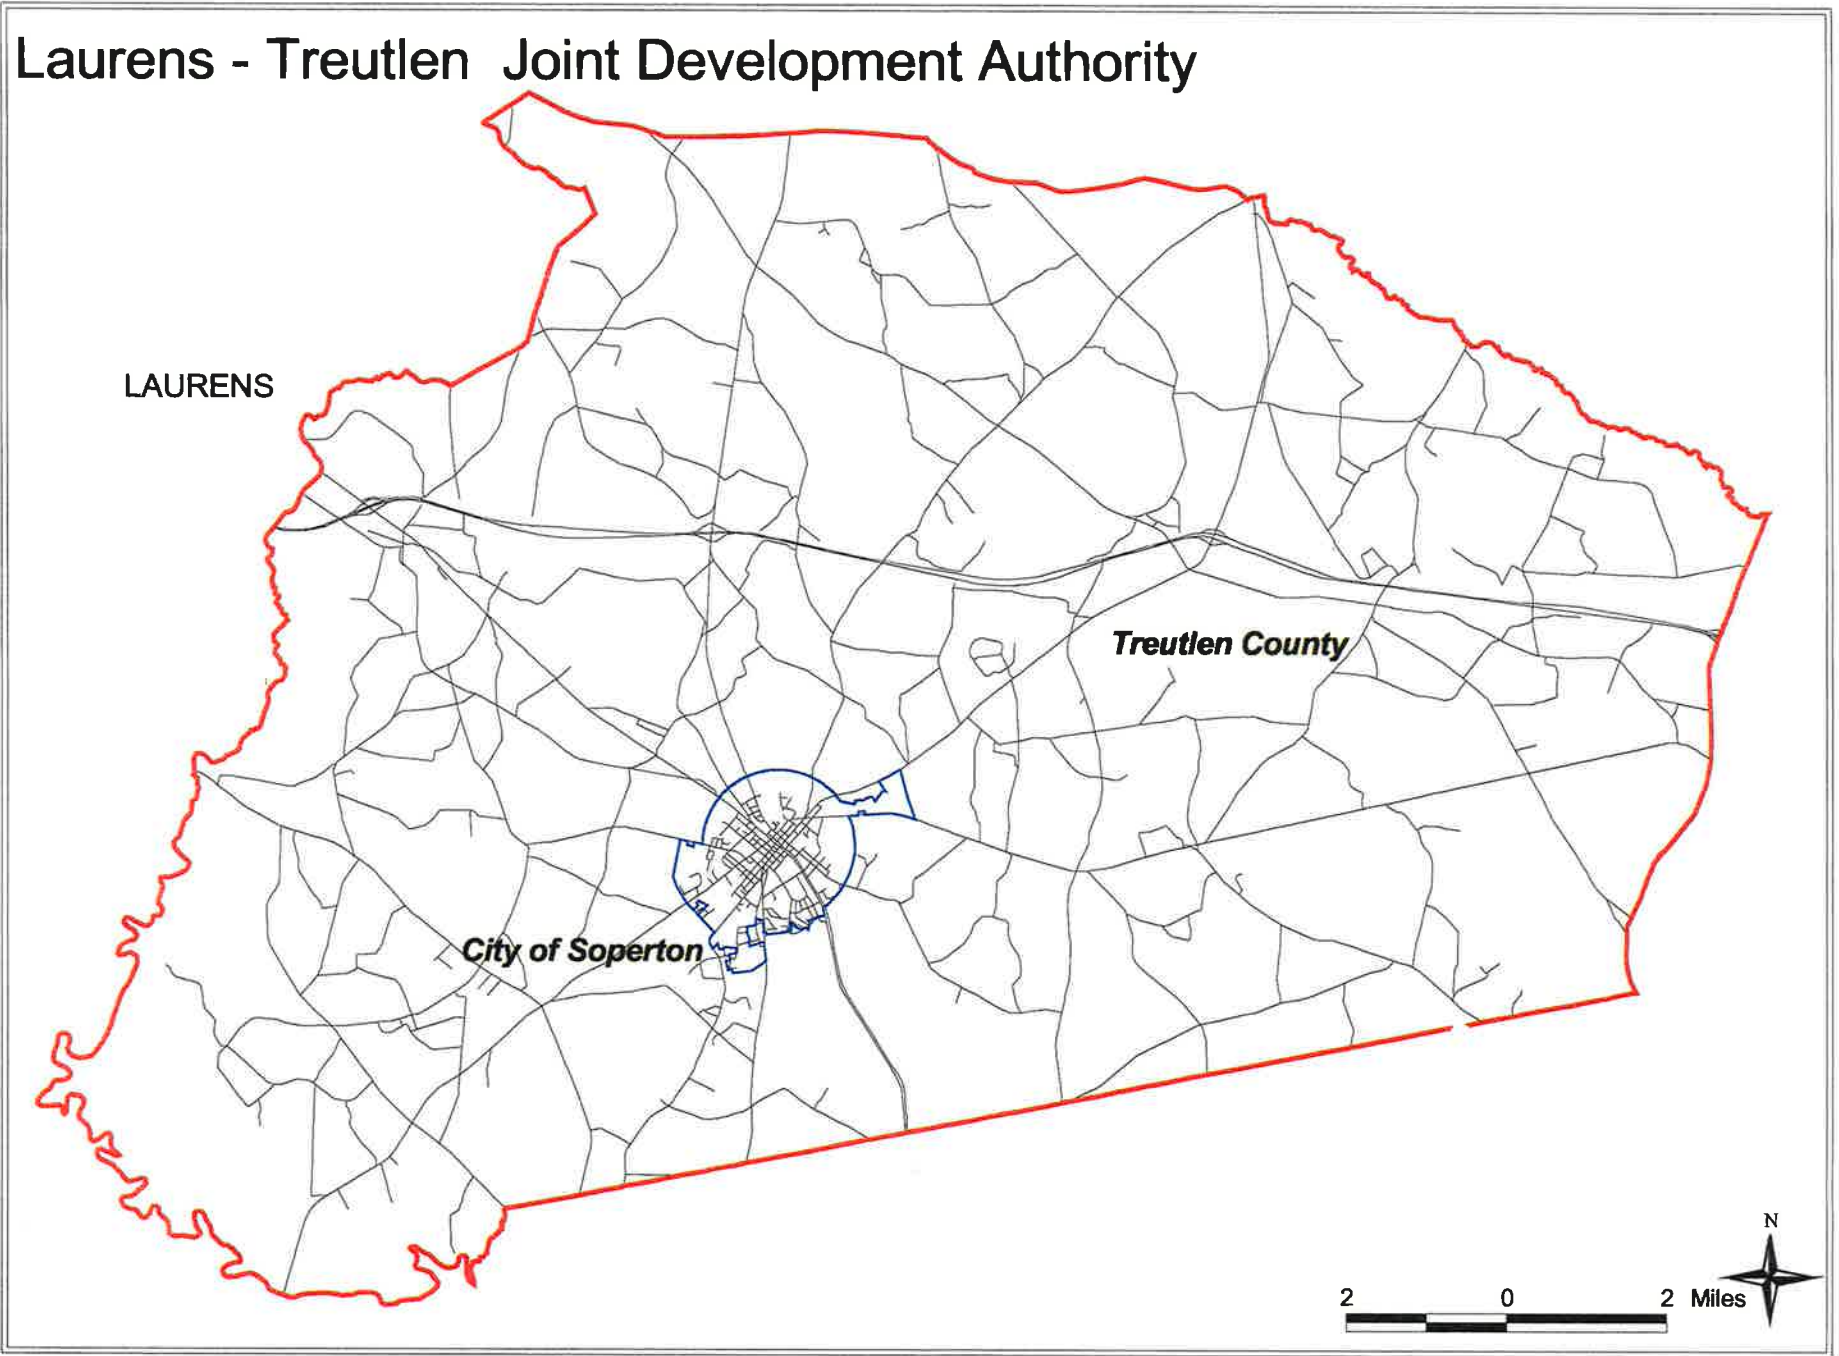 Laurens - Treutlen Joint Development Authority
LAURENS
Treutlen County
City of Soperton
N
2 0 2 Miles